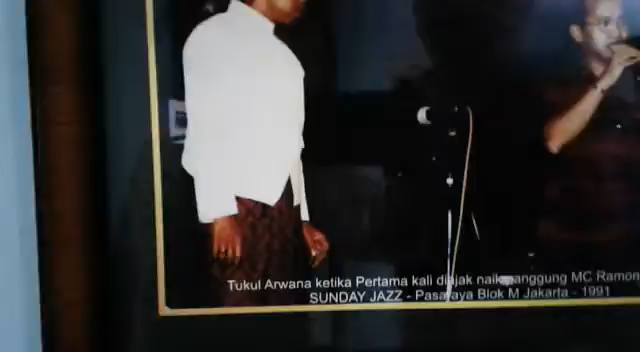 Tukul Arwana ketika Pertama kali diajak naik panggung MC Ramon
SUNDAY JAZZ - Pasaraya Blok M Jakarta - 1991